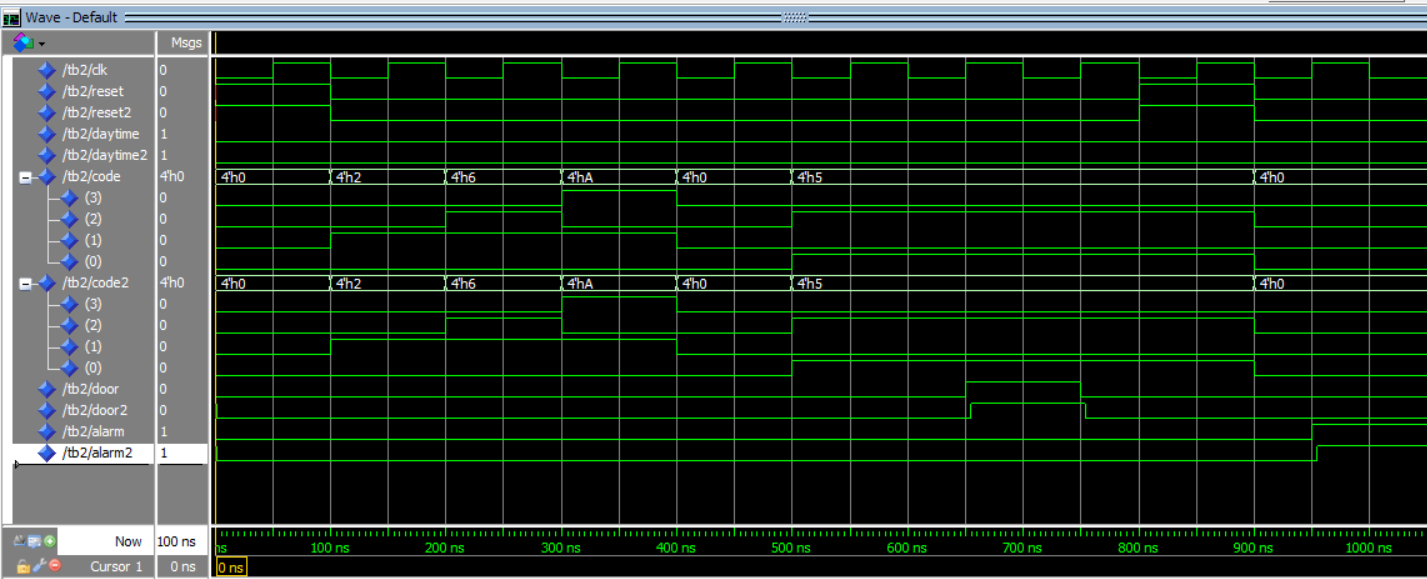 Wave - Default
Msgs
/tb2/clk 0
/tb2/reset 0
/tb2/reset2 0
/tb2/daytime 1
/tb2/daytime2 1
/tb2/code 4'h0 4'h0 4'h2 4'h6 4'hA 4'h0 4'h5 4'h0
(3) 0
(2) 0
(1) 0
(0) 0
/tb2/code2 4'h0 4'h0 4'h2 4'h6 4'hA 4'h0 4'h5 4'h0
(3) 0
(2) 0
(1) 0
(0) 0
/tb2/door 0
/tb2/door2 0
/tb2/alarm 1
/tb2/alarm2 1
Now 100 ns ns 100 ns 200 ns 300 ns 400 ns 500 ns 600 ns 700 ns 800 ns 900 ns 1000 ns
Cursor 1 0 ns 0 ns